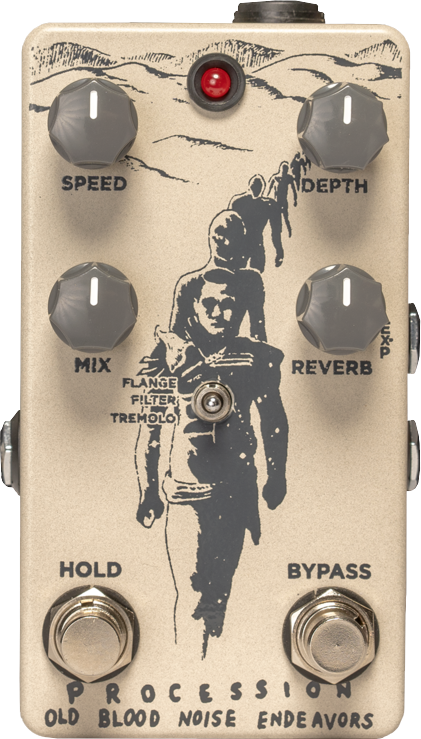 SPEED
DEPTH
MIX
REVERB
EXP
FLANGE
FILTER
TREMOLO
HOLD
BYPASS
PROCESSION
OLD BLOOD NOISE ENDEAVORS